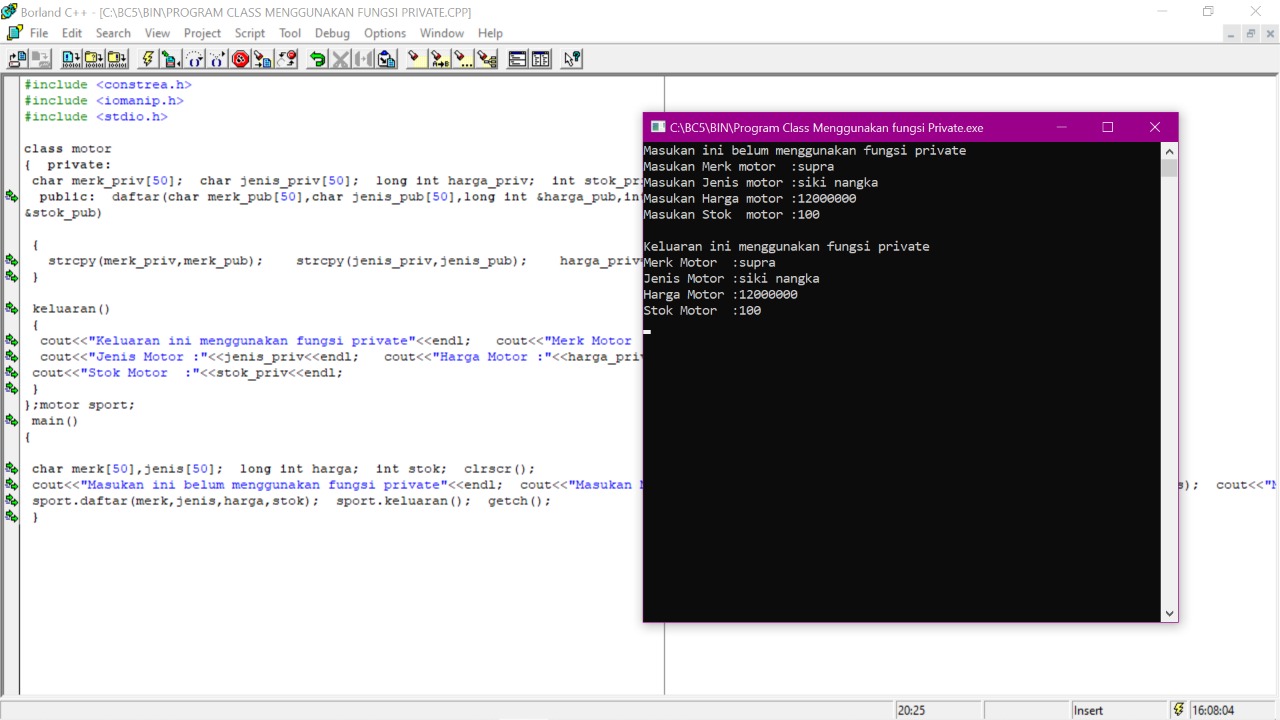 Borland C++ - [C:\BC5\BIN\PROGRAM CLASS MENGGUNAKAN FUNGSI PRIVATE.CPP]
File Edit Search View Project Script Tool Debug Options Window Help
#include <constrea.h>
#include <iomanip.h>
#include <stdio.h>
class motor
{  private:
char merk_priv[50];  char jenis_priv[50];  long int harga_priv;  int stok_pri
public:  daftar(char merk_pub[50],char jenis_pub[50],long int &harga_pub,int
&stok_pub)
{
strcpy(merk_priv,merk_pub);    strcpy(jenis_priv,jenis_pub);    harga_priv=
}
keluaran()
{
cout<<"Keluaran ini menggunakan fungsi private"<<endl;   cout<<"Merk Motor
cout<<"Jenis Motor :"<<jenis_priv<<endl;   cout<<"Harga Motor :"<<harga_priv
cout<<"Stok Motor  :"<<stok_priv<<endl;
}
};motor sport;
main()
{
char merk[50],jenis[50];  long int harga;  int stok;  clrscr();
cout<<"Masukan ini belum menggunakan fungsi private"<<endl;  cout<<"Masukan s);  cout<<"M
sport.daftar(merk,jenis,harga,stok);  sport.keluaran();  getch();
}
C:\BC5\BIN\Program Class Menggunakan fungsi Private.exe
Masukan ini belum menggunakan fungsi private
Masukan Merk motor  :supra
Masukan Jenis motor :siki nangka
Masukan Harga motor :12000000
Masukan Stok  motor :100
Keluaran ini menggunakan fungsi private
Merk Motor  :supra
Jenis Motor :siki nangka
Harga Motor :12000000
Stok Motor  :100
20:25 Insert 16:08:04